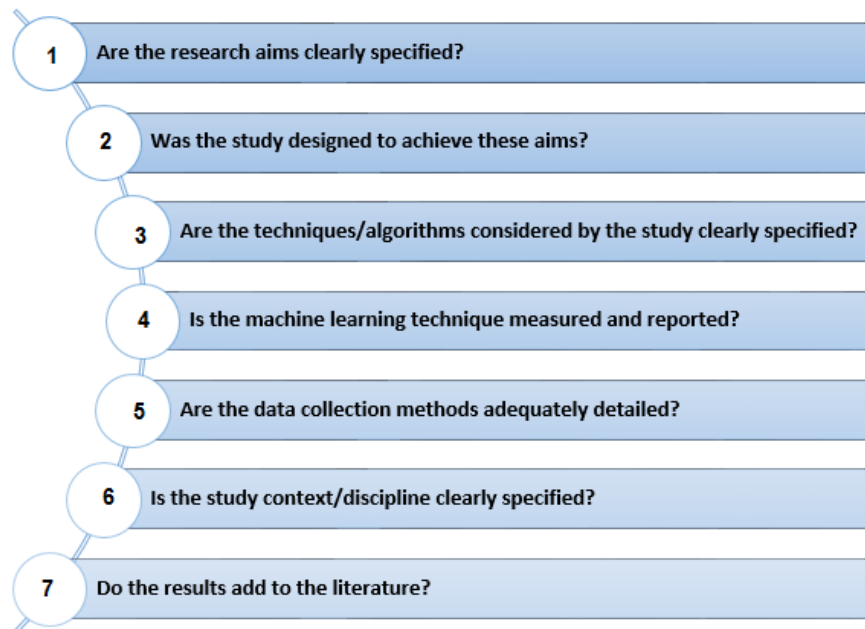 1 Are the research aims clearly specified?
2 Was the study designed to achieve these aims?
3 Are the techniques/algorithms considered by the study clearly specified?
4 Is the machine learning technique measured and reported?
5 Are the data collection methods adequately detailed?
6 Is the study context/discipline clearly specified?
7 Do the results add to the literature?